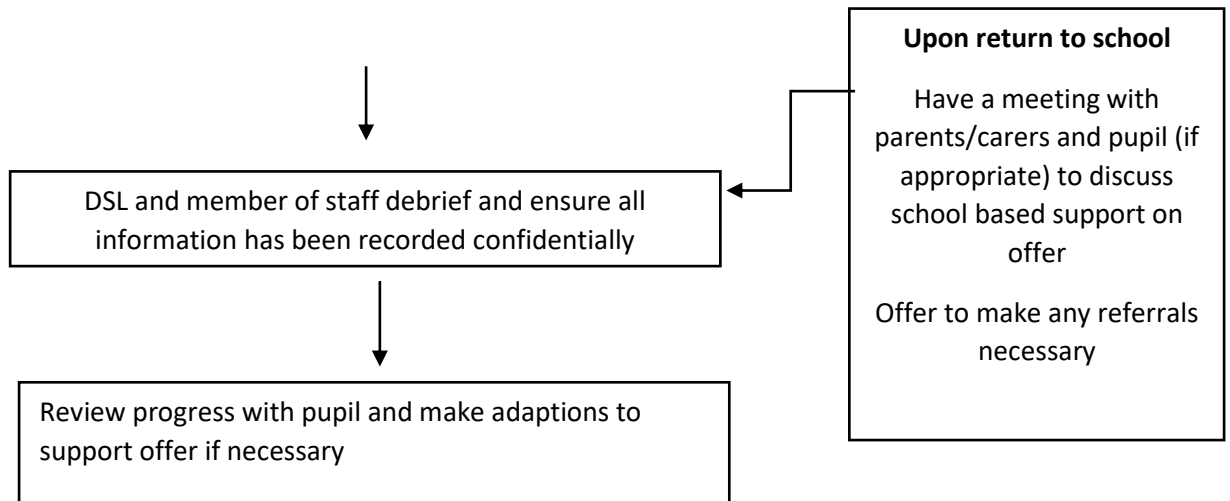 Upon return to school
Have a meeting with
parents/carers and pupil (if
appropriate) to discuss
school based support on
offer
Offer to make any referrals
necessary
DSL and member of staff debrief and ensure all
information has been recorded confidentially
Review progress with pupil and make adaptions to
support offer if necessary